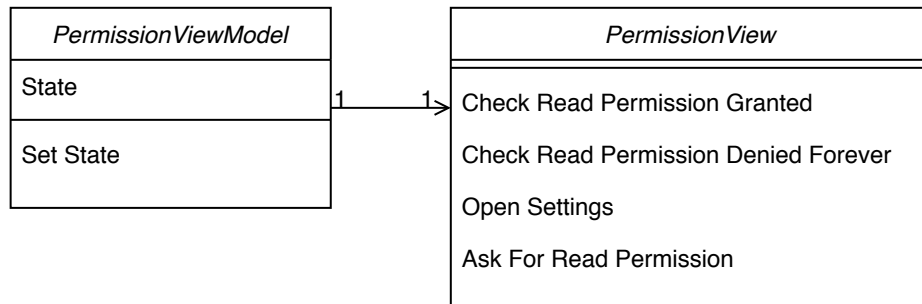 PermissionViewModel
State
Set State
1
1
PermissionView
Check Read Permission Granted
Check Read Permission Denied Forever
Open Settings
Ask For Read Permission